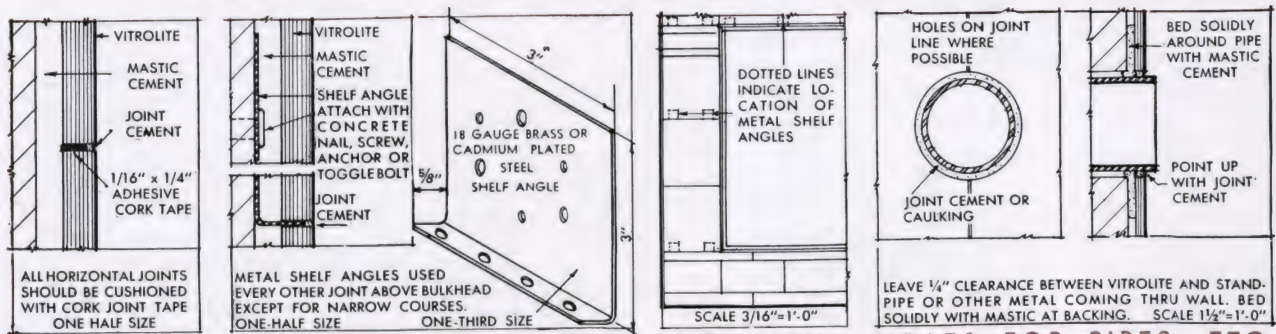 VITROLITE
MASTIC
CEMENT
JOINT
CEMENT
1/16" x 1/4"
ADHESIVE
CORK TAPE
ALL HORIZONTAL JOINTS
SHOULD BE CUSHIONED
WITH CORK JOINT TAPE
ONE HALF SIZE
VITROLITE
MASTIC
CEMENT
SHELF ANGLE
ATTACH WITH
CONCRETE
NAIL, SCREW,
ANCHOR OR
TOGGLE BOLT
JOINT
CEMENT
METAL SHELF ANGLES USED
EVERY OTHER JOINT ABOVE BULKHEAD
EXCEPT FOR NARROW COURSES.
ONE-HALF SIZE
3"
18 GAUGE BRASS OR
CADMIUM PLATED
STEEL
SHELF ANGLE
5/8"
3"
ONE-THIRD SIZE
DOTTED LINES
INDICATE LO-
CATION OF
METAL SHELF
ANGLES
SCALE 3/16"=1'-0"
HOLES ON JOINT
LINE WHERE
POSSIBLE
JOINT CEMENT OR
CAULKING
BED SOLIDLY
AROUND PIPE
WITH MASTIC
CEMENT
POINT UP
WITH JOINT
CEMENT
LEAVE 1/4" CLEARANCE BETWEEN VITROLITE AND STAND-
PIPE OR OTHER METAL COMING THRU WALL. BED
SOLIDLY WITH MASTIC AT BACKING. SCALE 1½"=1'-0"
FOR PIPES, ETC